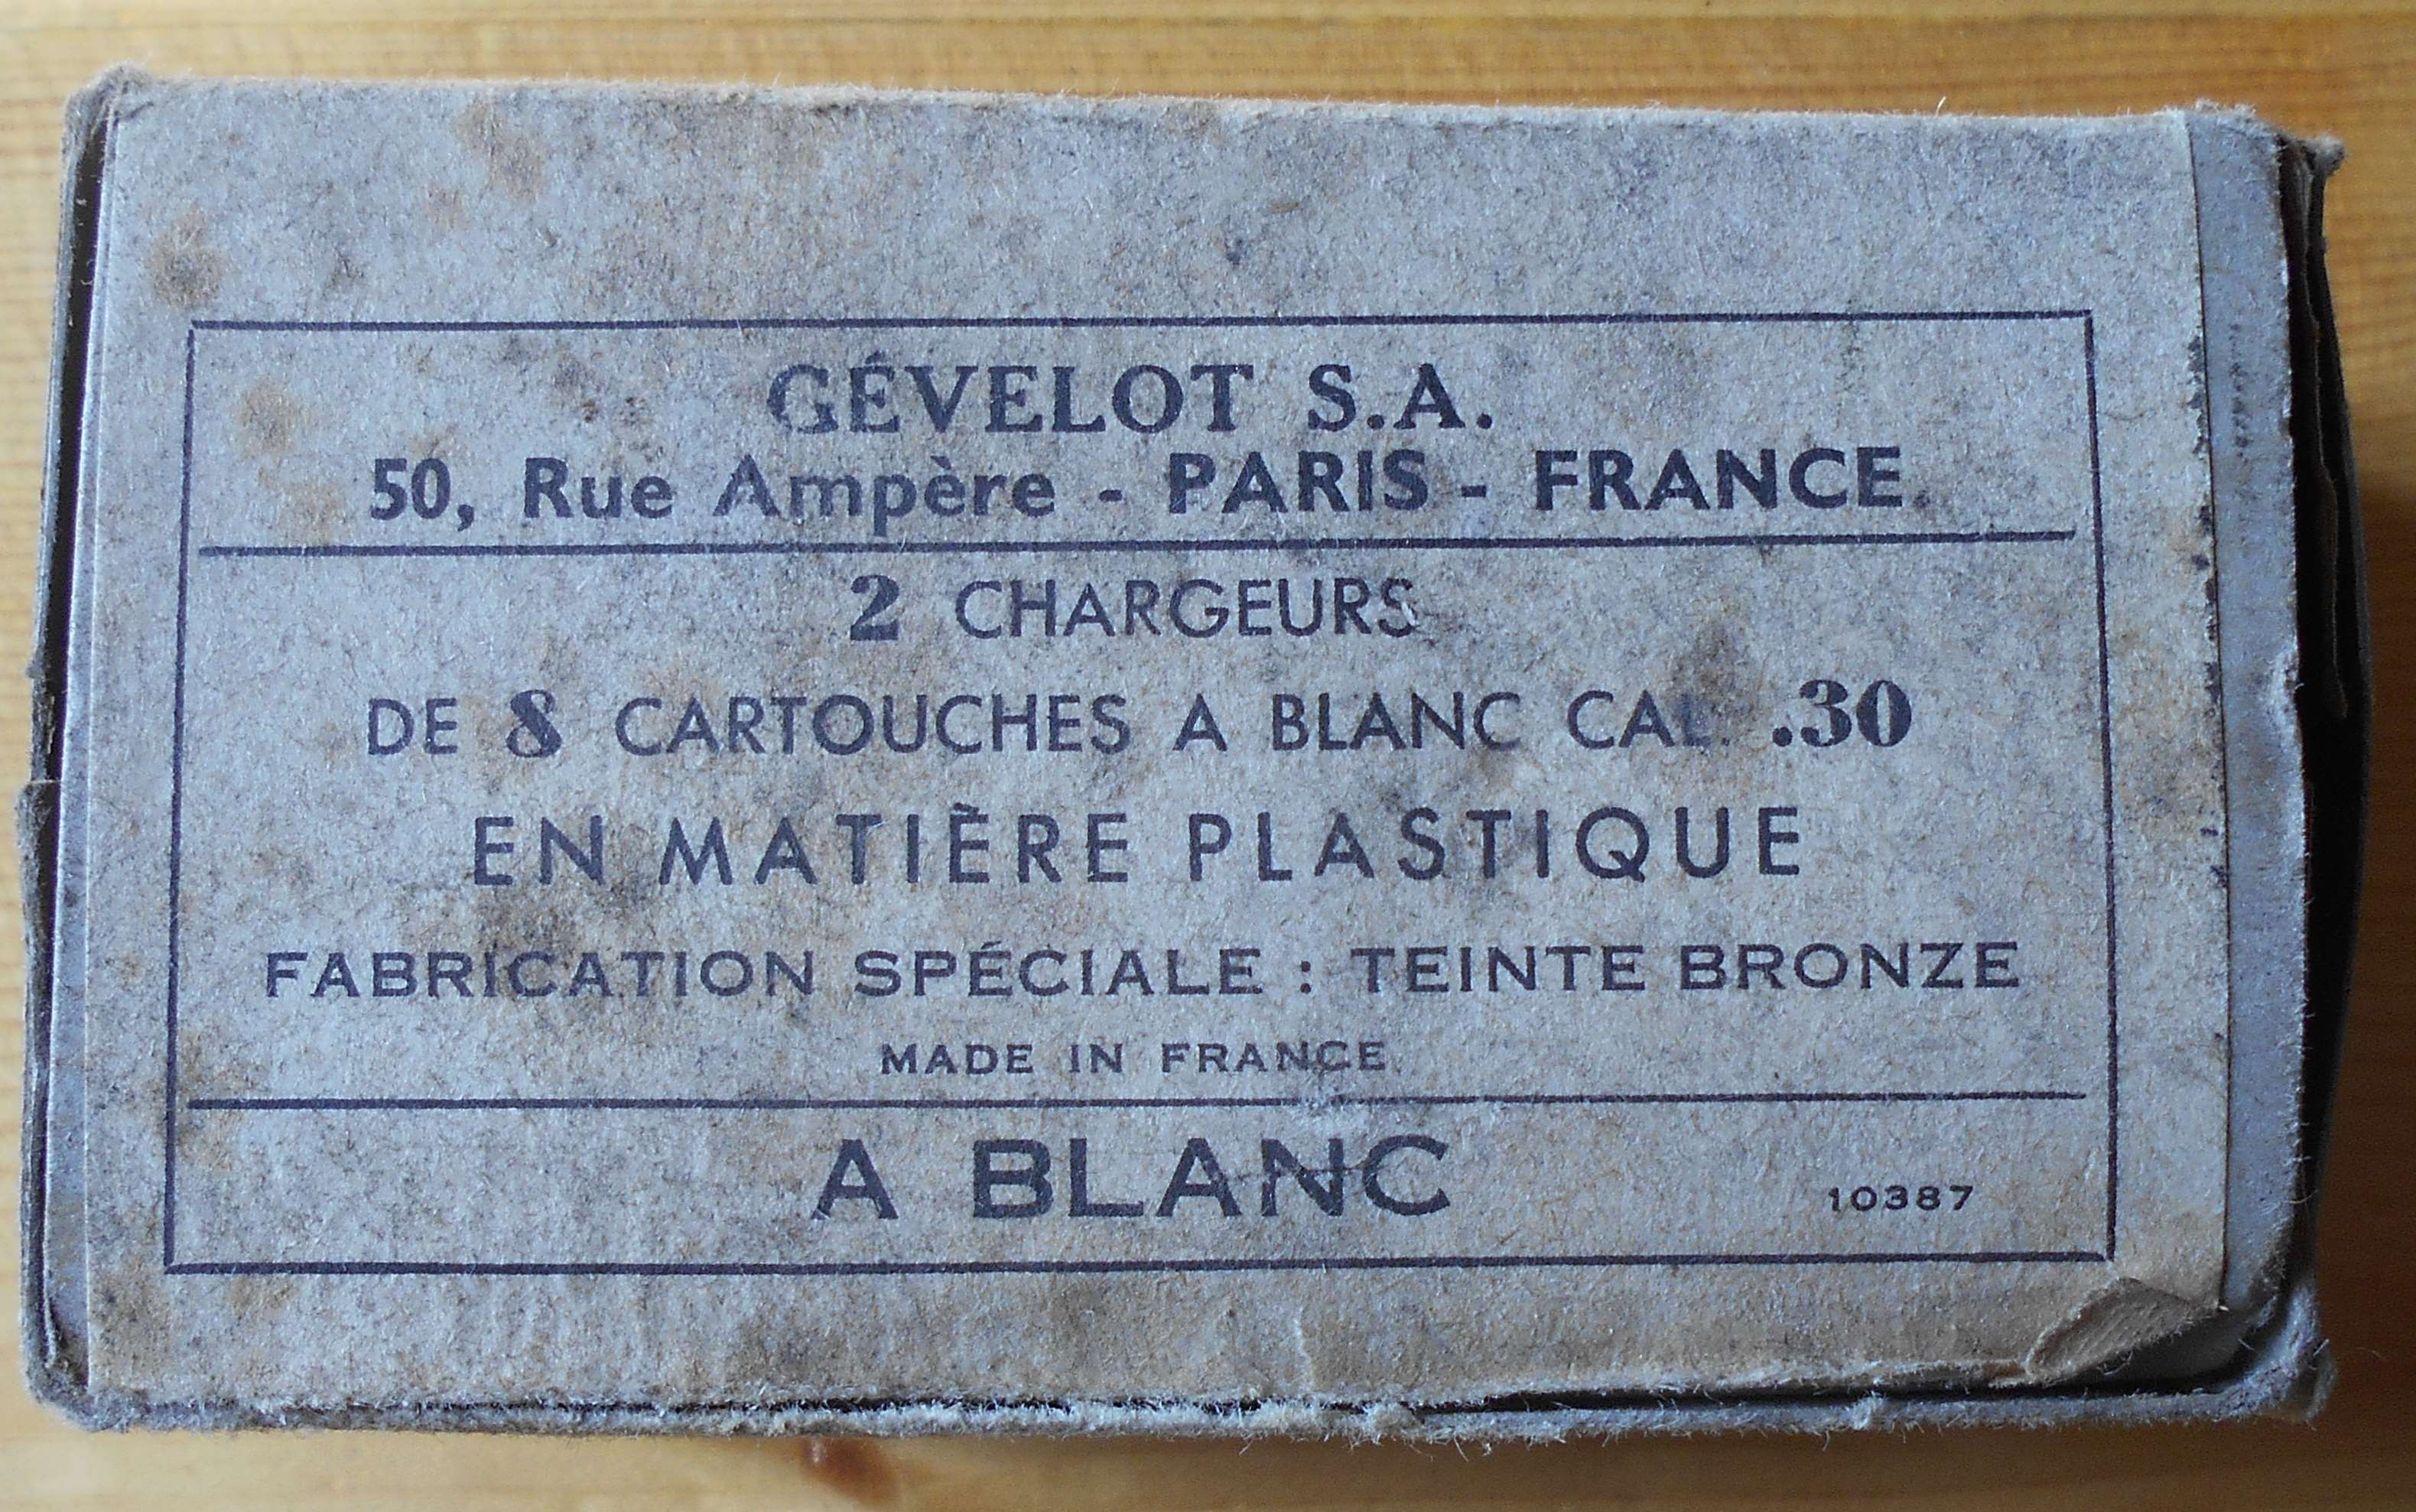 GÉVELOT S.A.
50, Rue Ampère - PARIS - FRANCE
2 CHARGEURS
DE 8 CARTOUCHES A BLANC CAL. .30
EN MATIÈRE PLASTIQUE
FABRICATION SPÉCIALE : TEINTE BRONZE
MADE IN FRANCE
A BLANC
10387